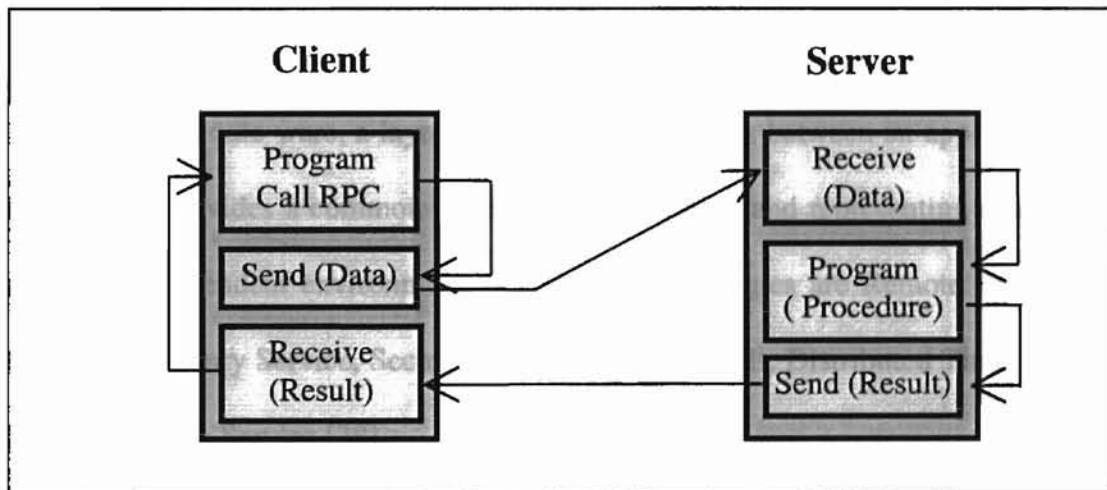 Client
Program
Call RPC
Send (Data)
Receive
(Result)
Server
Receive
(Data)
Program
( Procedure)
Send (Result)